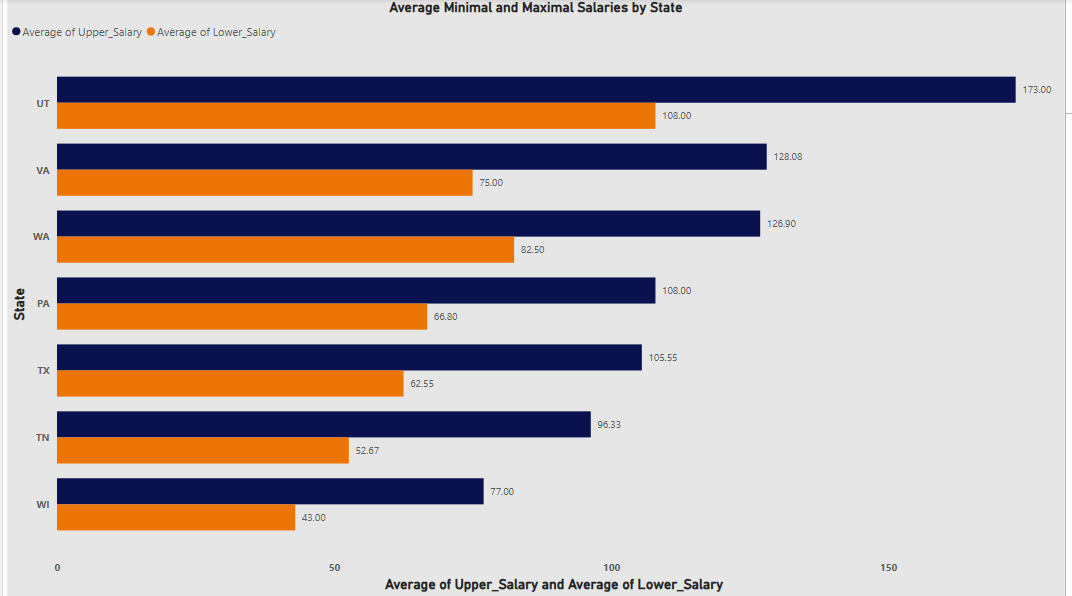 Average Minimal and Maximal Salaries by State
Average of Upper_Salary Average of Lower_Salary
UT
173.00
108.00
VA
128.08
75.00
WA
126.90
82.50
State
PA
108.00
66.80
TX
105.55
62.55
TN
96.33
52.67
WI
77.00
43.00
0 50 100 150
Average of Upper_Salary and Average of Lower_Salary